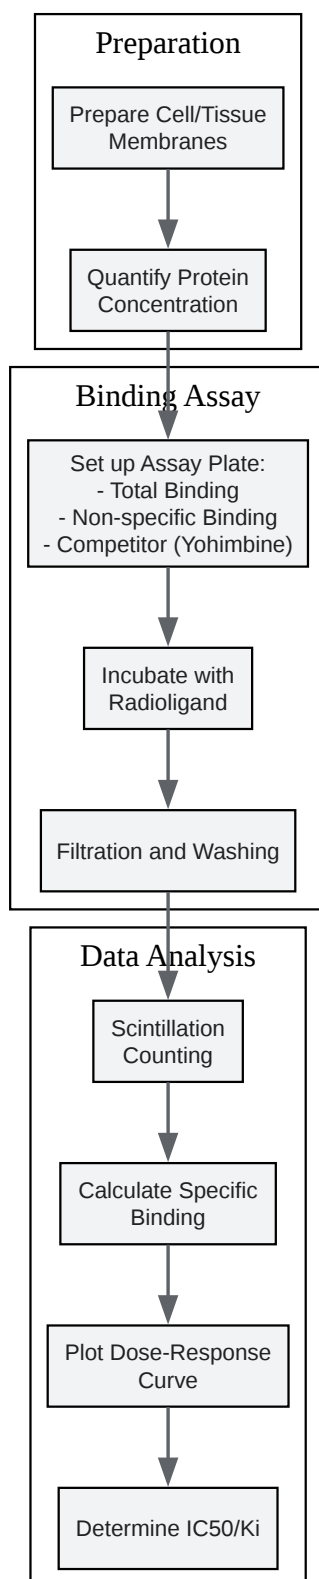 Preparation
Prepare Cell/Tissue
Membranes
Quantify Protein
Concentration
Binding Assay
Set up Assay Plate:
- Total Binding
- Non-specific Binding
- Competitor (Yohimbine)
Incubate with
Radioligand
Filtration and Washing
Data Analysis
Scintillation
Counting
Calculate Specific
Binding
Plot Dose-Response
Curve
Determine IC50/Ki